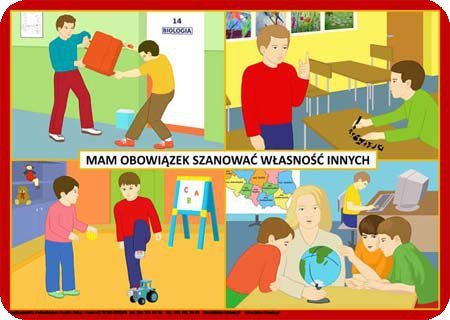 14
BIOLOGIA
MAM OBOWIĄZEK SZANOWAĆ WŁASNOŚĆ INNYCH
C A
B